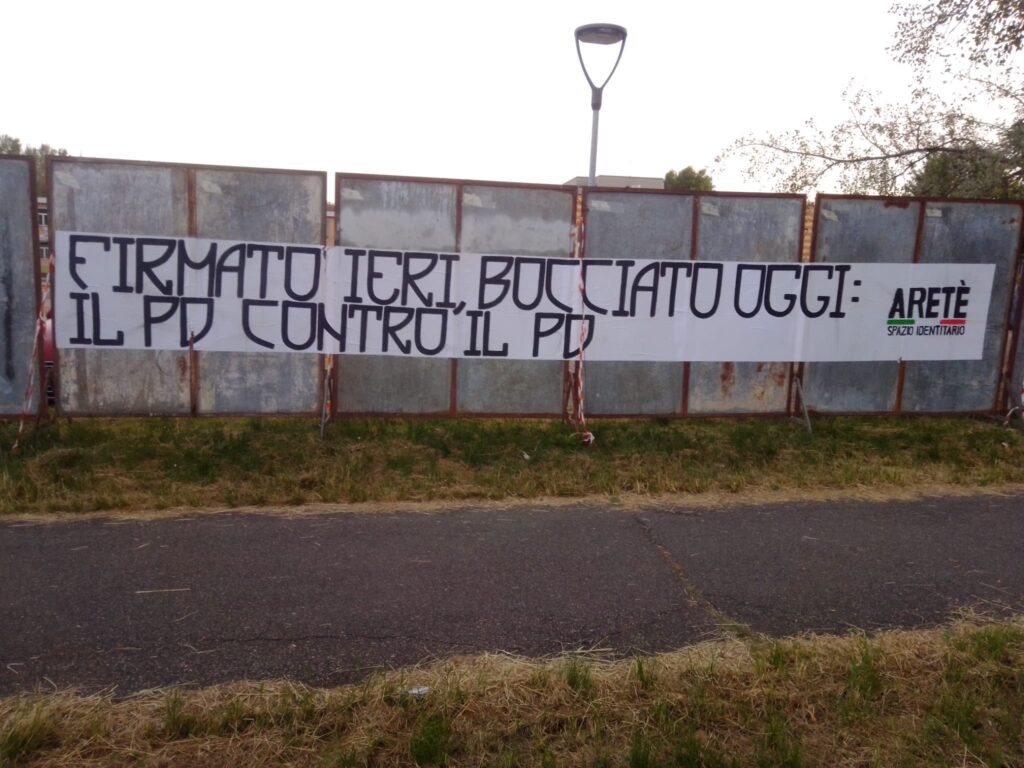 FIRMATO IERI, BOCCIATO OGGI:
IL PD CONTRO IL PD
ARETÈ
SPAZIO IDENTITARIO